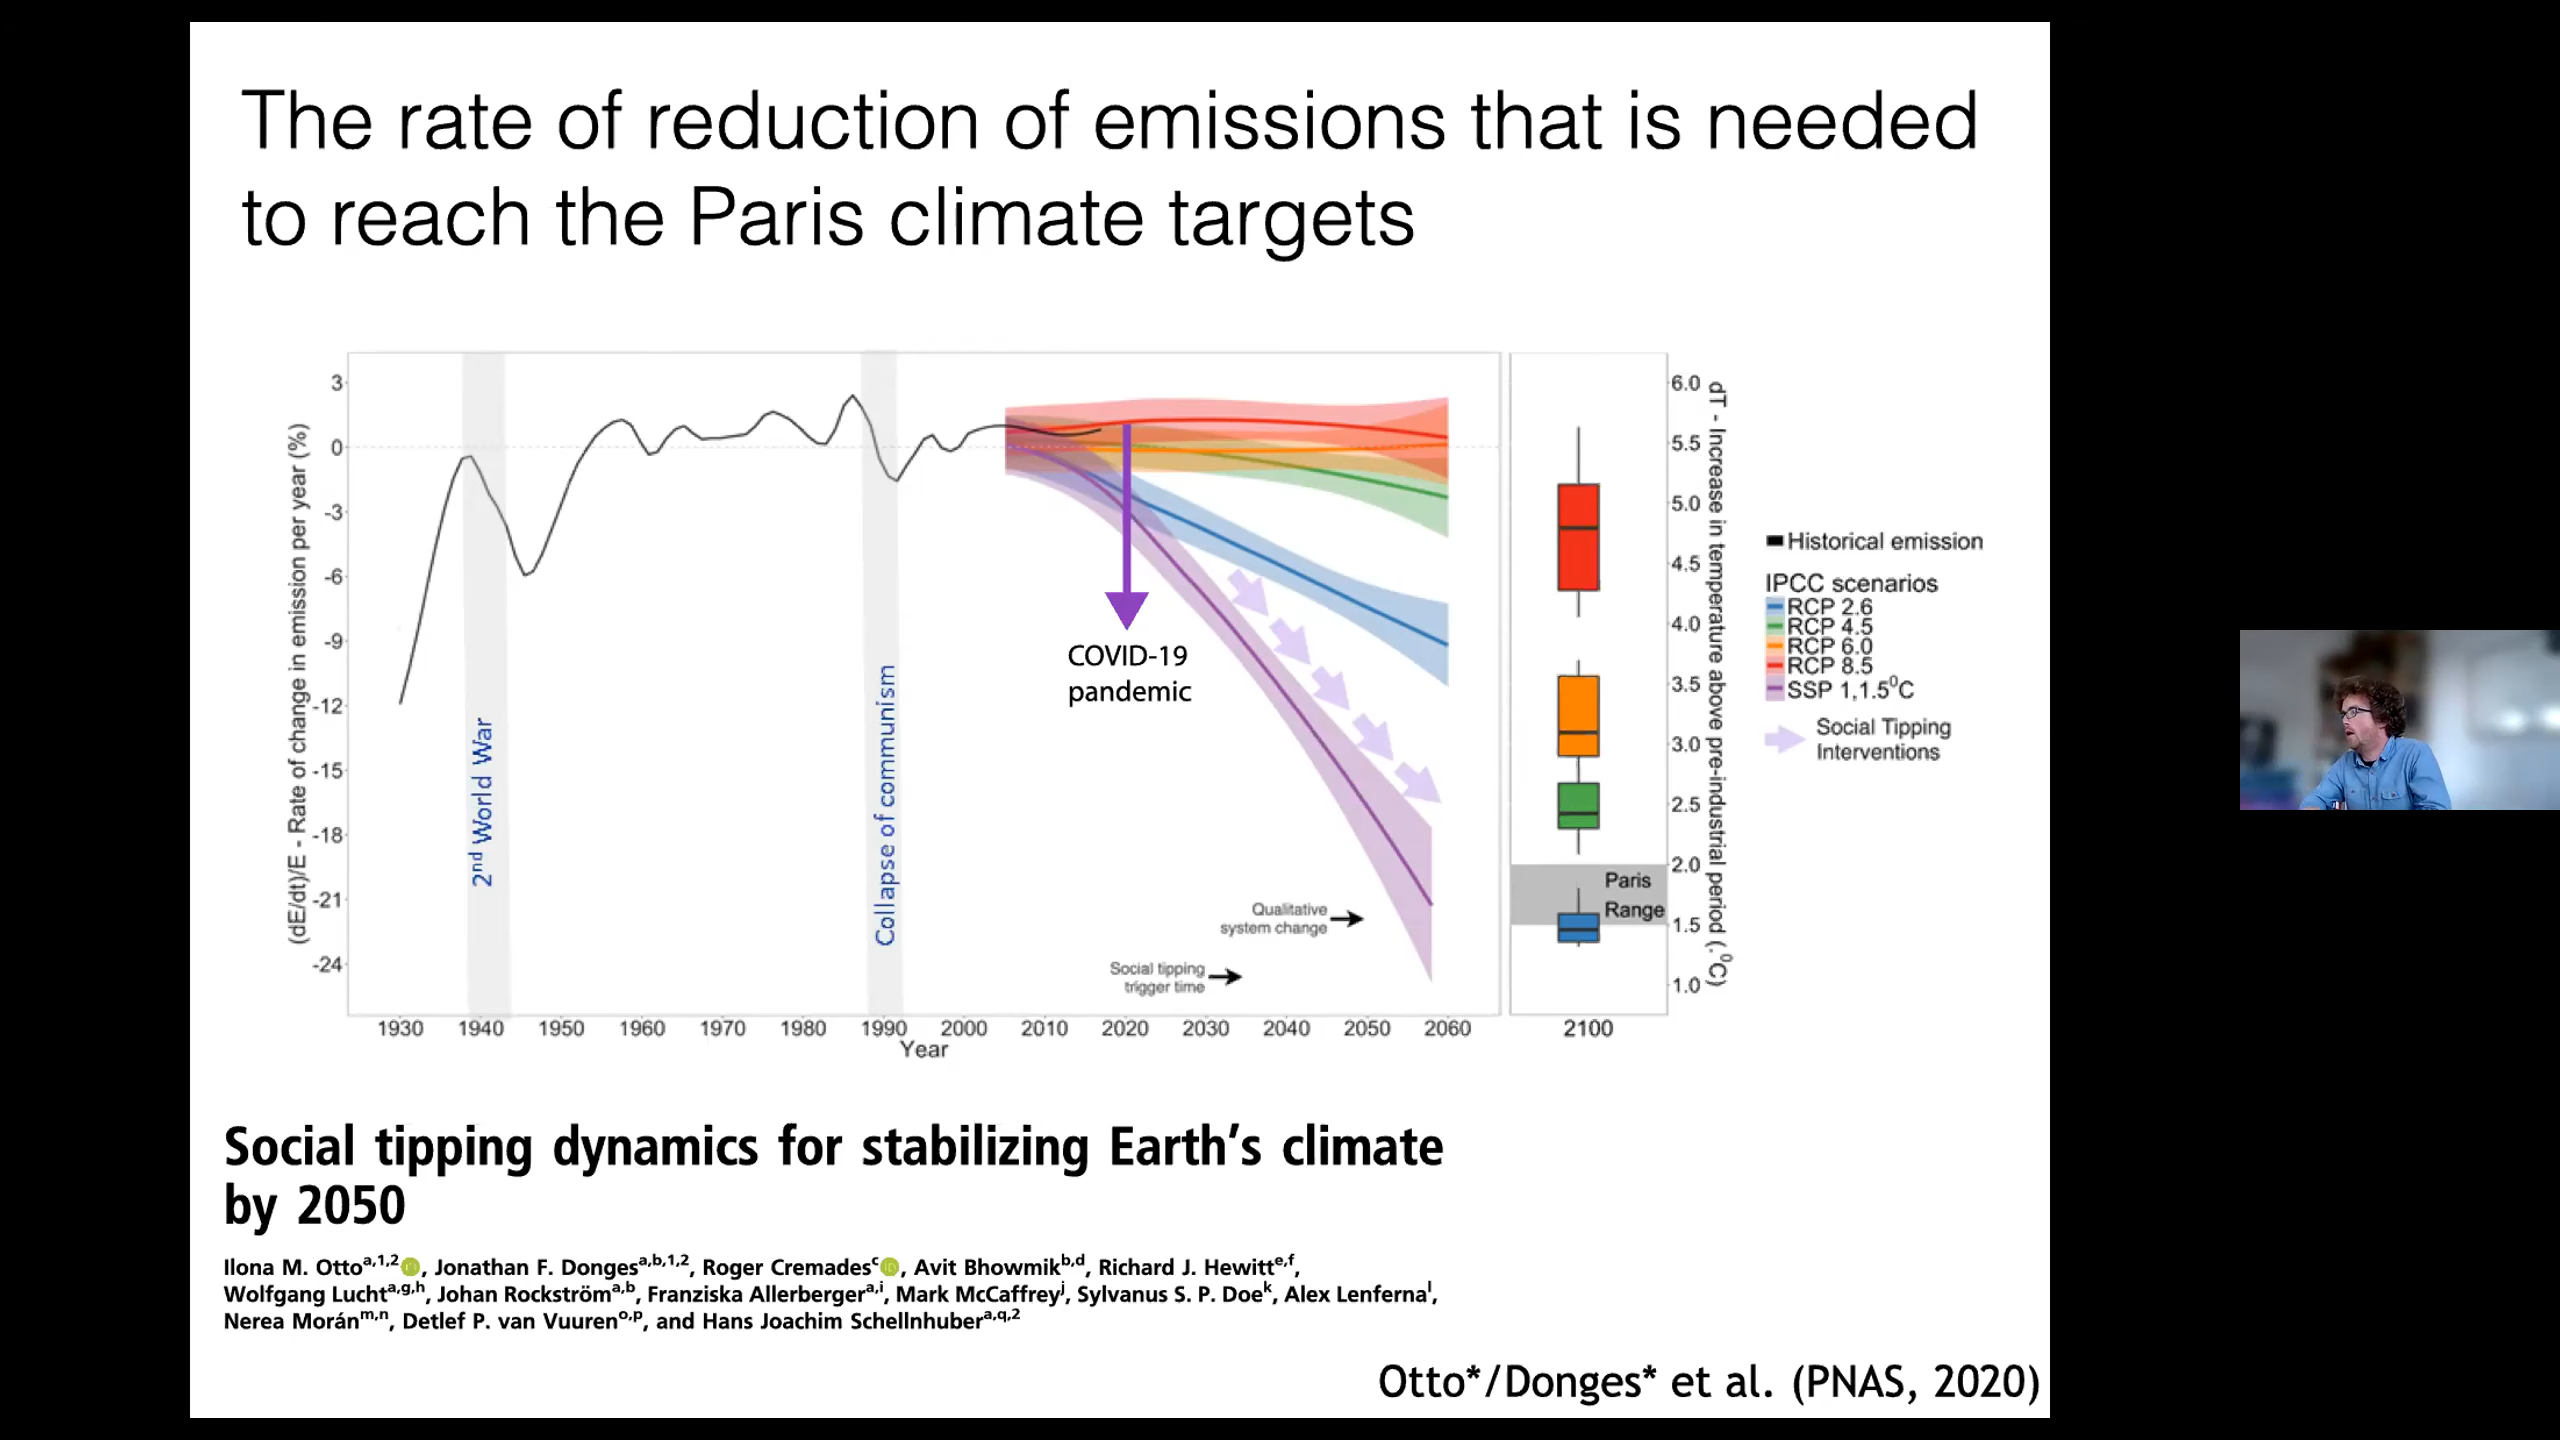 The rate of reduction of emissions that is needed
to reach the Paris climate targets
(dE/dt)/E - Rate of change in emission per year (%)
3
0
-3
-6
-9
-12
-15
-18
-21
-24
2nd World War
Collapse of communism
COVID-19
pandemic
Qualitative
system change
Social tipping
trigger time
1930 1940 1950 1960 1970 1980 1990 2000 2010 2020 2030 2040 2050 2060
Year
Paris
Range
2100
6.0
5.5
5.0
4.5
4.0
3.5
3.0
2.5
2.0
1.5
1.0
dT - Increase in temperature above pre-industrial period (.⁰C)
Historical emission
IPCC scenarios
RCP 2.6
RCP 4.5
RCP 6.0
RCP 8.5
SSP 1,1.5⁰C
Social Tipping
Interventions
Social tipping dynamics for stabilizing Earth's climate
by 2050
Ilona M. Otto a,1,2, Jonathan F. Donges a,b,1,2, Roger Cremades c, Avit Bhowmik b,d, Richard J. Hewitt e,f,
Wolfgang Lucht a,g,h, Johan Rockström a,b, Franziska Allerberger a,i, Mark McCaffrey j, Sylvanus S. P. Doe k, Alex Lenferna l,
Nerea Morán m,n, Detlef P. van Vuuren o,p, and Hans Joachim Schellnhuber a,q,2
Otto*/Donges* et al. (PNAS, 2020)